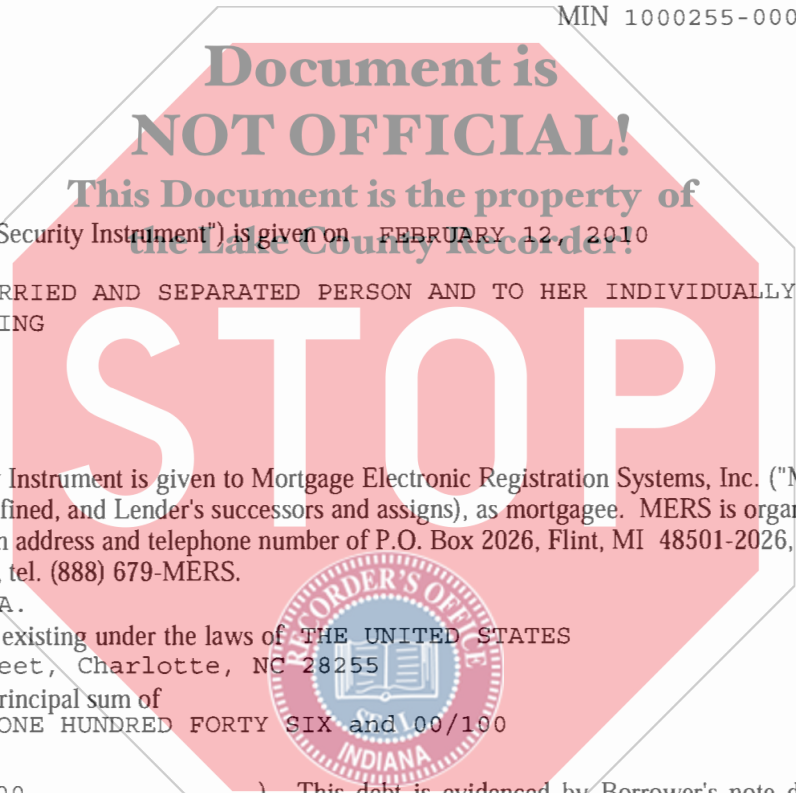 MIN 1000255-000
Document is
NOT OFFICIAL!
This Document is the property of
the Lake County Recorder!
Security Instrument") is given on FEBRUARY 12, 2010
RRIED AND SEPARATED PERSON AND TO HER INDIVIDUALLY
ING
STOP
Instrument is given to Mortgage Electronic Registration Systems, Inc. ("M
fined, and Lender's successors and assigns), as mortgagee. MERS is organ
address and telephone number of P.O. Box 2026, Flint, MI 48501-2026,
tel. (888) 679-MERS.
A.
existing under the laws of THE UNITED STATES
eet, Charlotte, NC 28255
rincipal sum of
ONE HUNDRED FORTY SIX and 00/100
RECORDER'S OFFICE
SEAL
INDIANA
00 ). This debt is evidenced by Borrower's note d